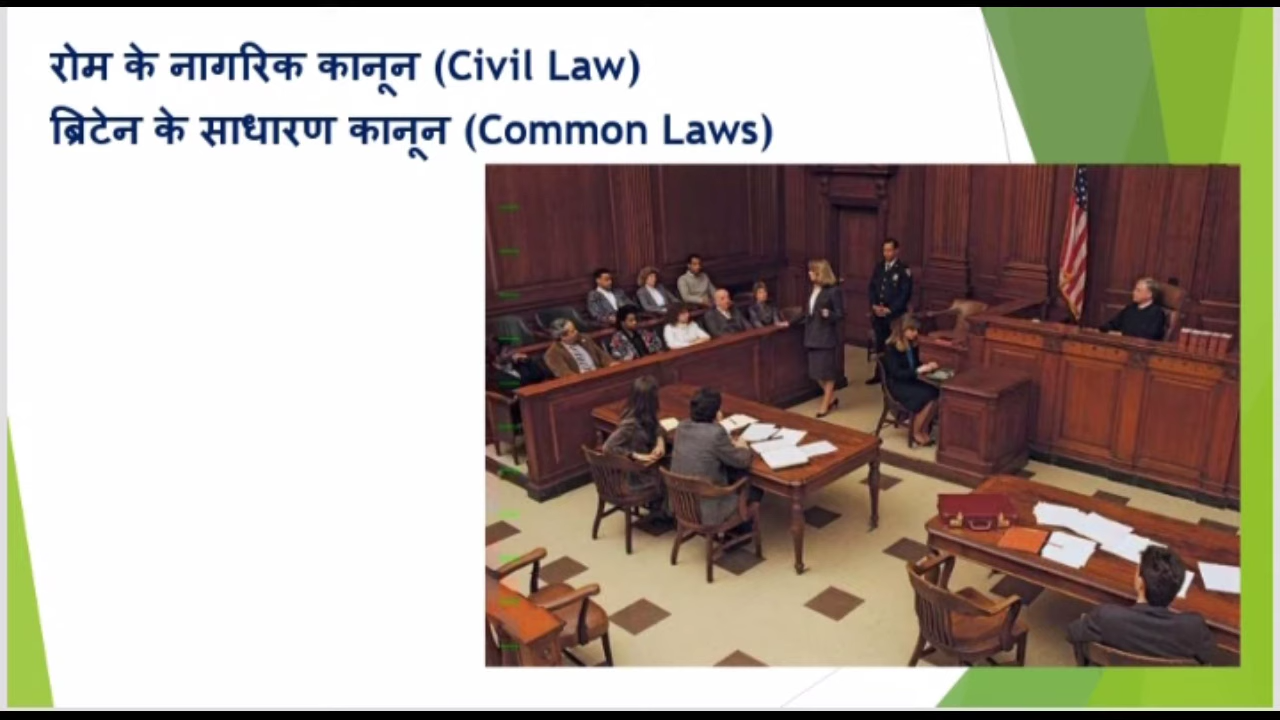 रोम के नागरिक कानून (Civil Law)
ब्रिटेन के साधारण कानून (Common Laws)